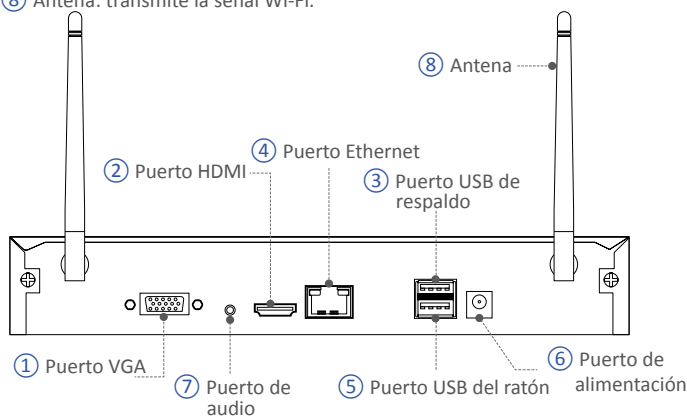 ⑧ Antena: transmite la señal Wi-Fi.
⑧ Antena
④ Puerto Ethernet
② Puerto HDMI
③ Puerto USB de
respaldo
① Puerto VGA
⑦ Puerto de
audio
⑤ Puerto USB del ratón
⑥ Puerto de
alimentación